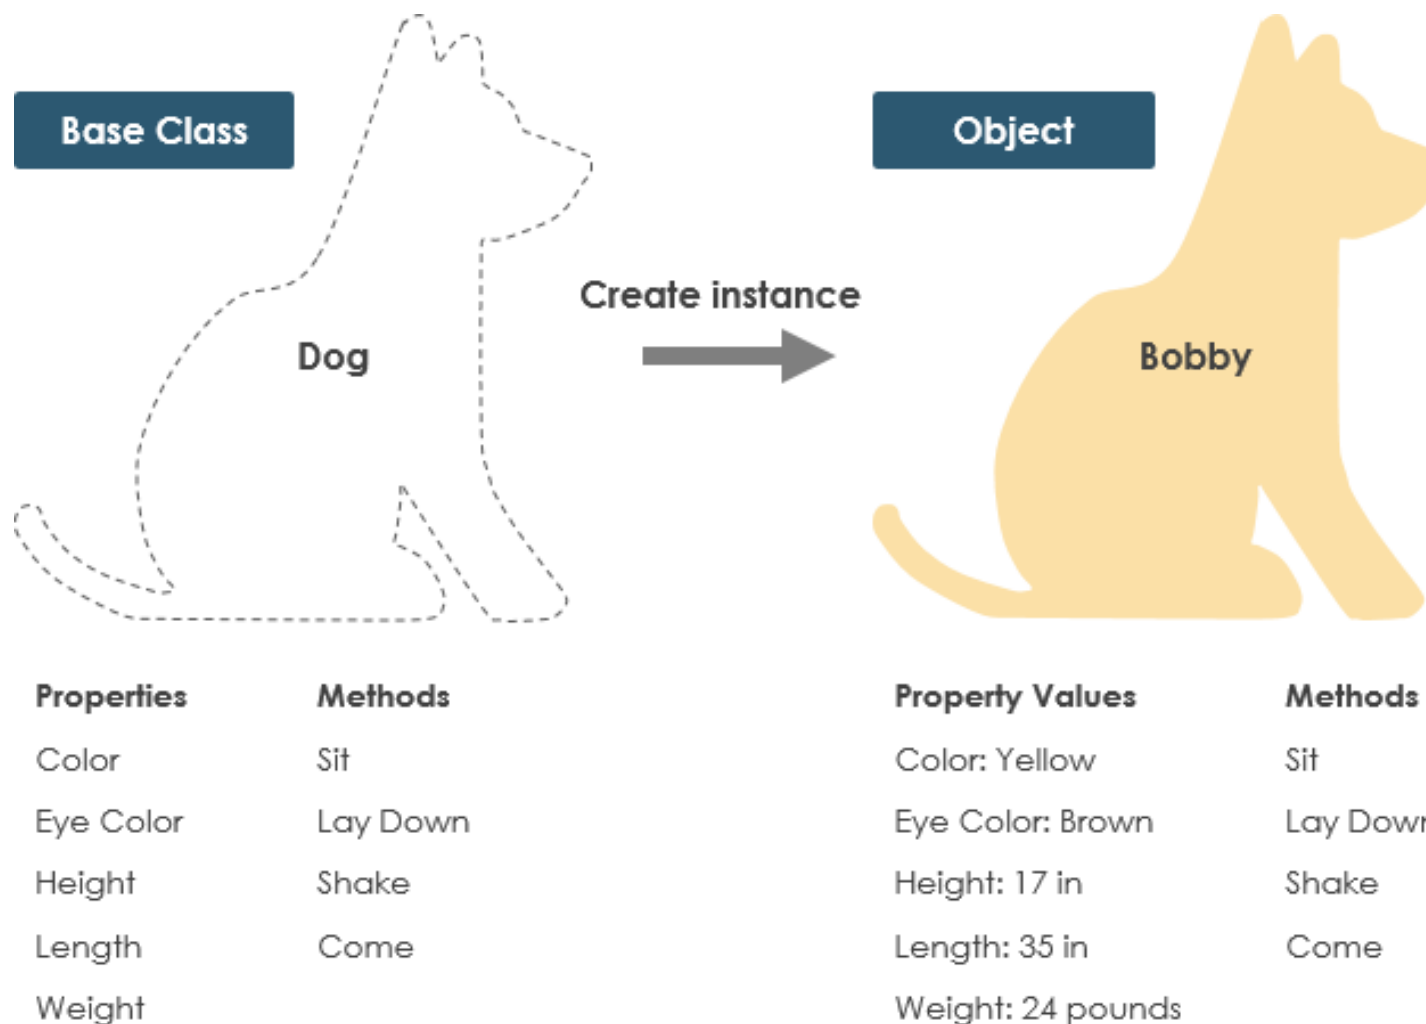 Base Class
Object
Create instance
Dog
Bobby
Properties Methods
Color Sit
Eye Color Lay Down
Height Shake
Length Come
Weight
Property Values Methods
Color: Yellow Sit
Eye Color: Brown Lay Down
Height: 17 in Shake
Length: 35 in Come
Weight: 24 pounds